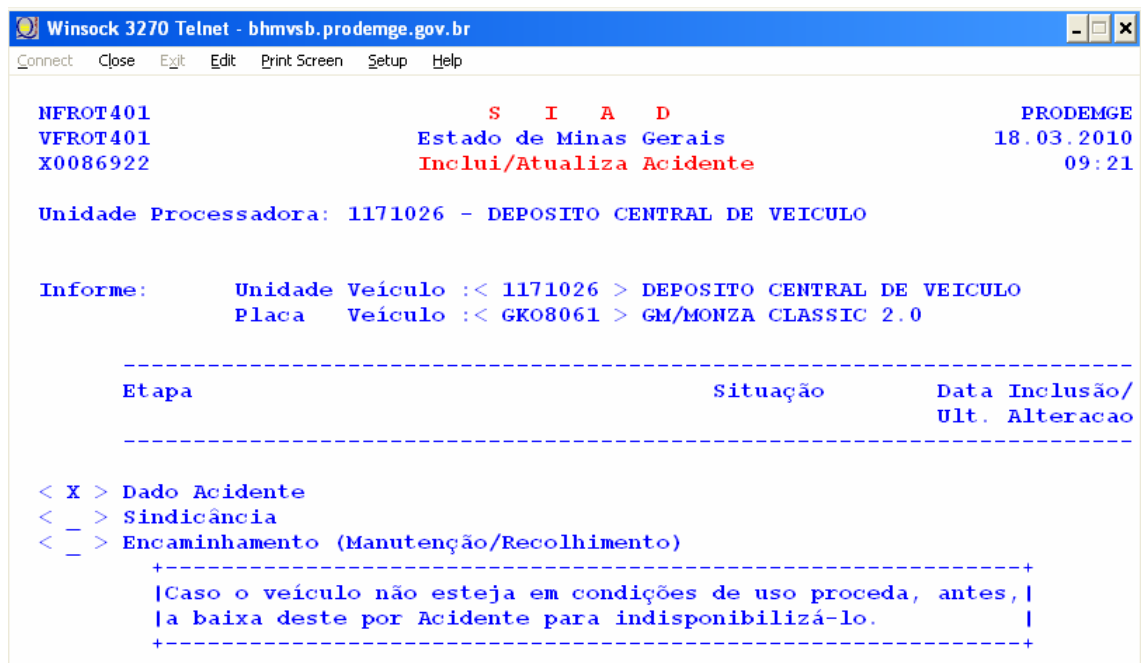 Winsock 3270 Telnet - bhmvsb.prodemge.gov.br
Connect Close Exit Edit Print Screen Setup Help
NFROT401 S I A D PRODEMGE
VFROT401 Estado de Minas Gerais 18.03.2010
X0086922 Inclui/Atualiza Acidente 09:21
Unidade Processadora: 1171026 - DEPOSITO CENTRAL DE VEICULO
Informe: Unidade Veículo :< 1171026 > DEPOSITO CENTRAL DE VEICULO
Placa Veículo :< GKO8061 > GM/MONZA CLASSIC 2.0
------------------------------------------------------------------------
Etapa Situação Data Inclusão/
Ult. Alteracao
------------------------------------------------------------------------
< X > Dado Acidente
< _ > Sindicância
< _ > Encaminhamento (Manutenção/Recolhimento)
+-------------------------------------------------------+
|Caso o veículo não esteja em condições de uso proceda, antes,|
|a baixa deste por Acidente para indisponibilizá-lo. |
+-------------------------------------------------------+